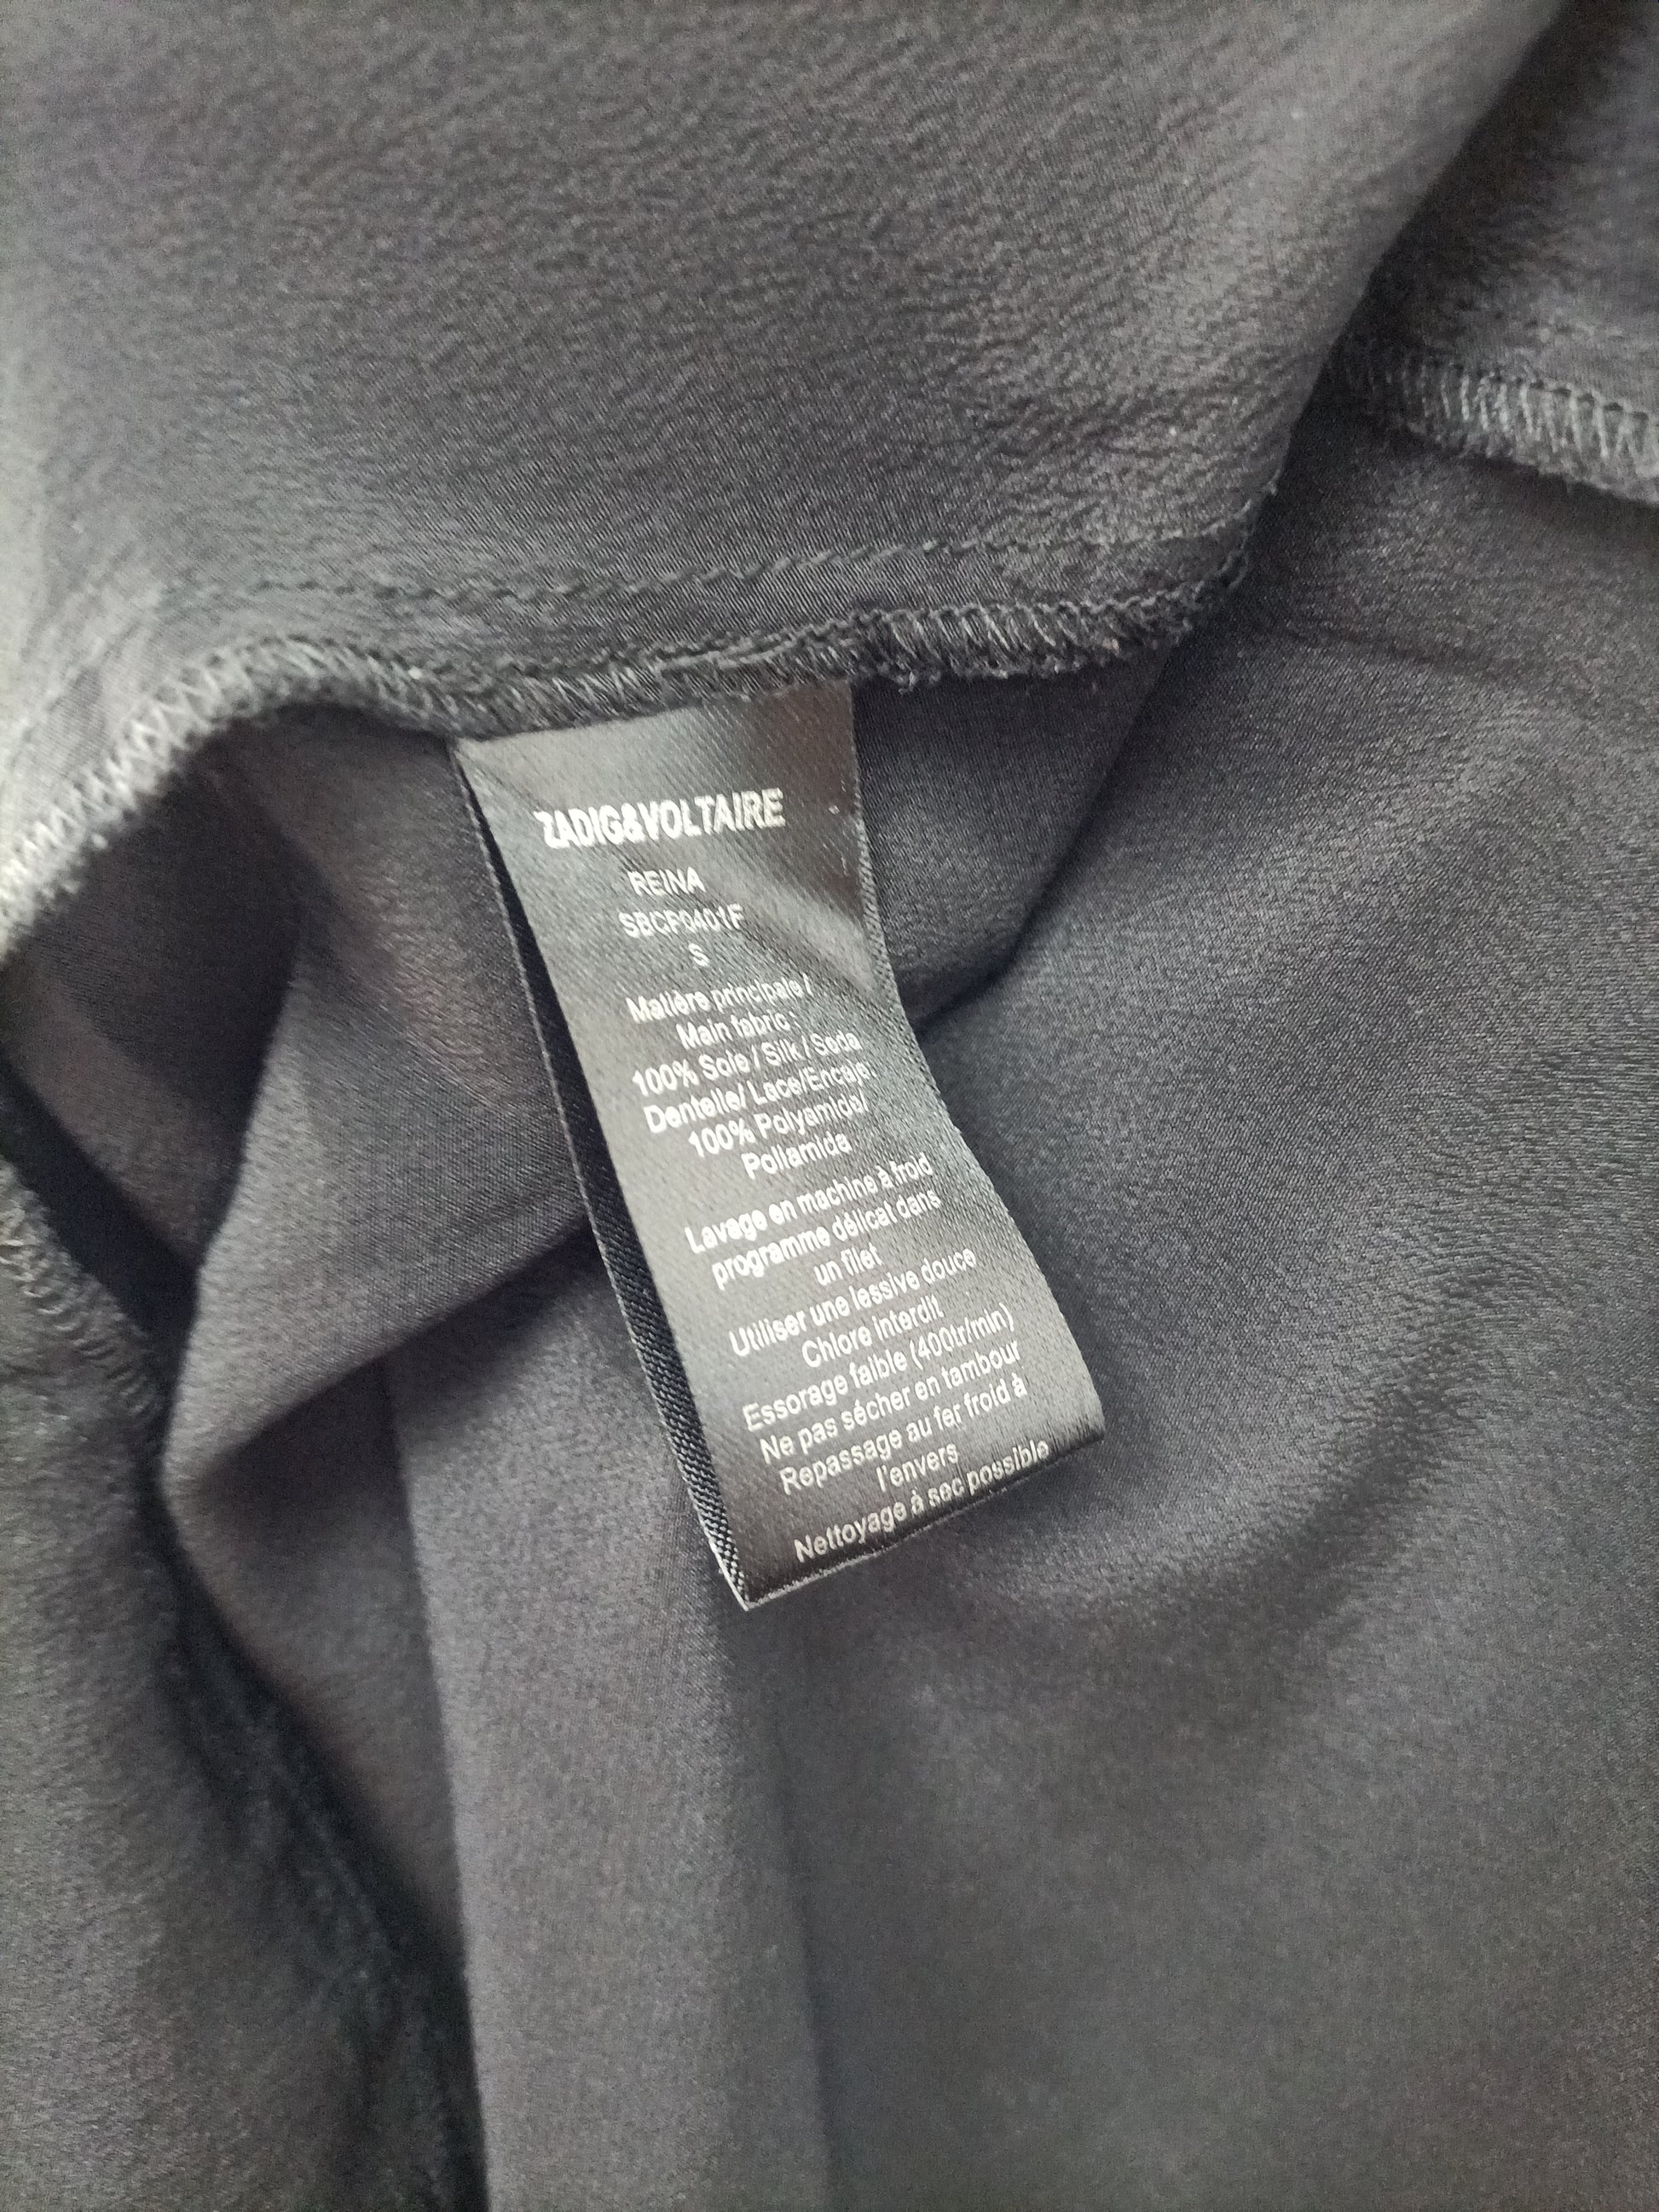 ZADIG&VOLTAIRE
REINA
SBCP0401F
S
Matière principale /
Main fabric :
100% Soie / Silk / Seda
Dentelle/ Lace/Encaje:
100% Polyamide/
Poliamida
Lavage en machine à froid
programme délicat dans
un filet
Utiliser une lessive douce
Chlore interdit
Essorage faible (400tr/min)
Ne pas sécher en tambour
Repassage au fer froid à
l'envers
Nettoyage à sec possible